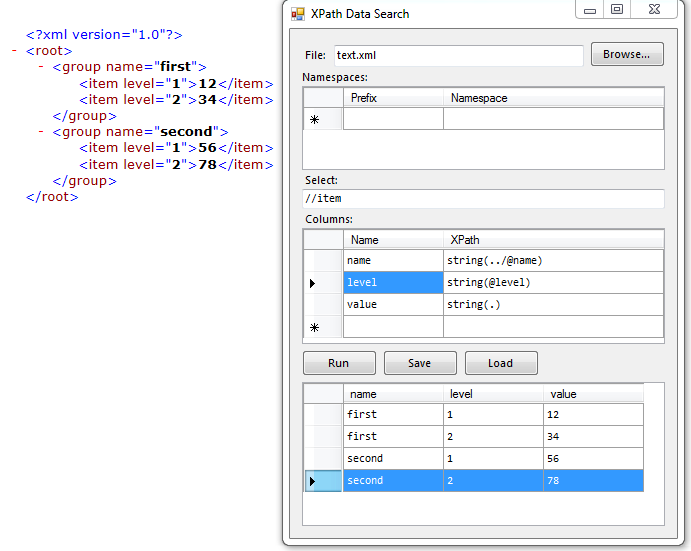 <?xml version="1.0"?>
- <root>
- <group name="first">
<item level="1">12</item>
<item level="2">34</item>
</group>
- <group name="second">
<item level="1">56</item>
<item level="2">78</item>
</group>
</root>
XPath Data Search
File: text.xml Browse...
Namespaces:
Prefix Namespace
*
Select:
//item
Columns:
Name XPath
name string(../@name)
level string(@level)
value string(.)
*
Run Save Load
name level value
first 1 12
first 2 34
second 1 56
second 2 78